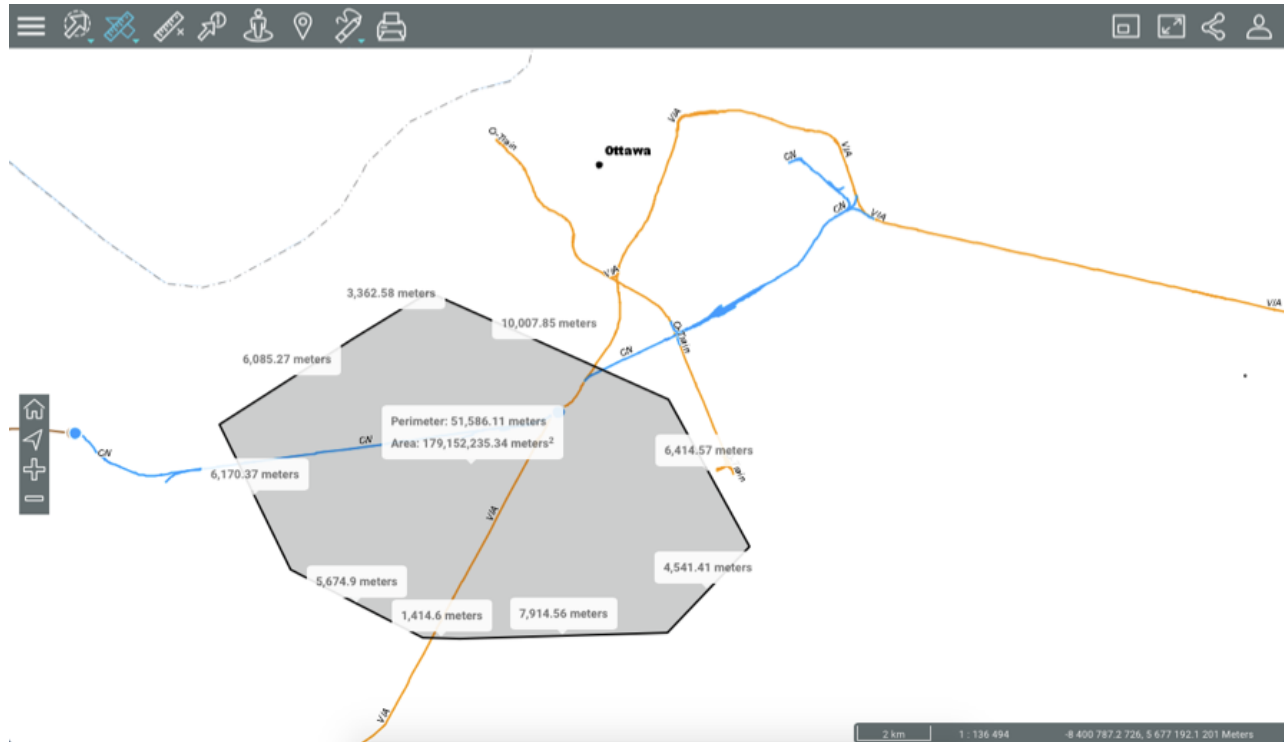 O-Train
Ottawa
VIA
VIA
CN
CN
VIA
VIA
VIA
3,362.58 meters
10,007.85 meters
O-Train
CN
6,085.27 meters
Perimeter: 51,586.11 meters
Area: 179,152,235.34 meters²
CN
CN
6,414.57 meters
6,170.37 meters
rain
VIA
4,541.41 meters
5,674.9 meters
1,414.6 meters
7,914.56 meters
VIA
2 km
1 : 136 494
-8 400 787.2 726, 5 677 192.1 201 Meters